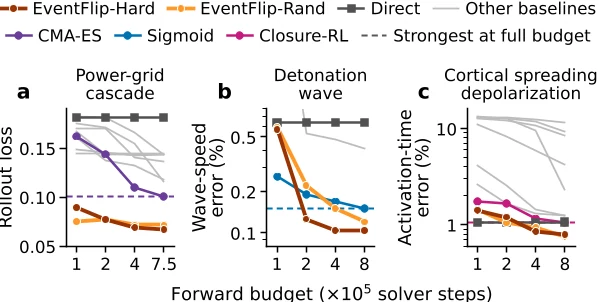 EventFlip-Hard EventFlip-Rand Direct Other baselines
CMA-ES Sigmoid Closure-RL Strongest at full budget
a Power-grid cascade
b Detonation wave
c Cortical spreading depolarization
Rollout loss
0.15
0.10
0.05
1 2 4 7.5
Wave-speed error (%)
0.5
0.2
0.1
1 2 4 8
Activation-time error (%)
10
1
1 2 4 8
Forward budget (×10⁵ solver steps)